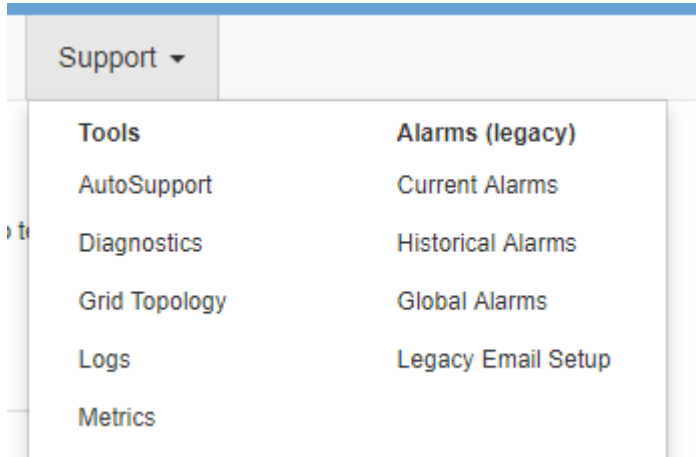 Support
Tools
AutoSupport
Diagnostics
Grid Topology
Logs
Metrics
Alarms (legacy)
Current Alarms
Historical Alarms
Global Alarms
Legacy Email Setup